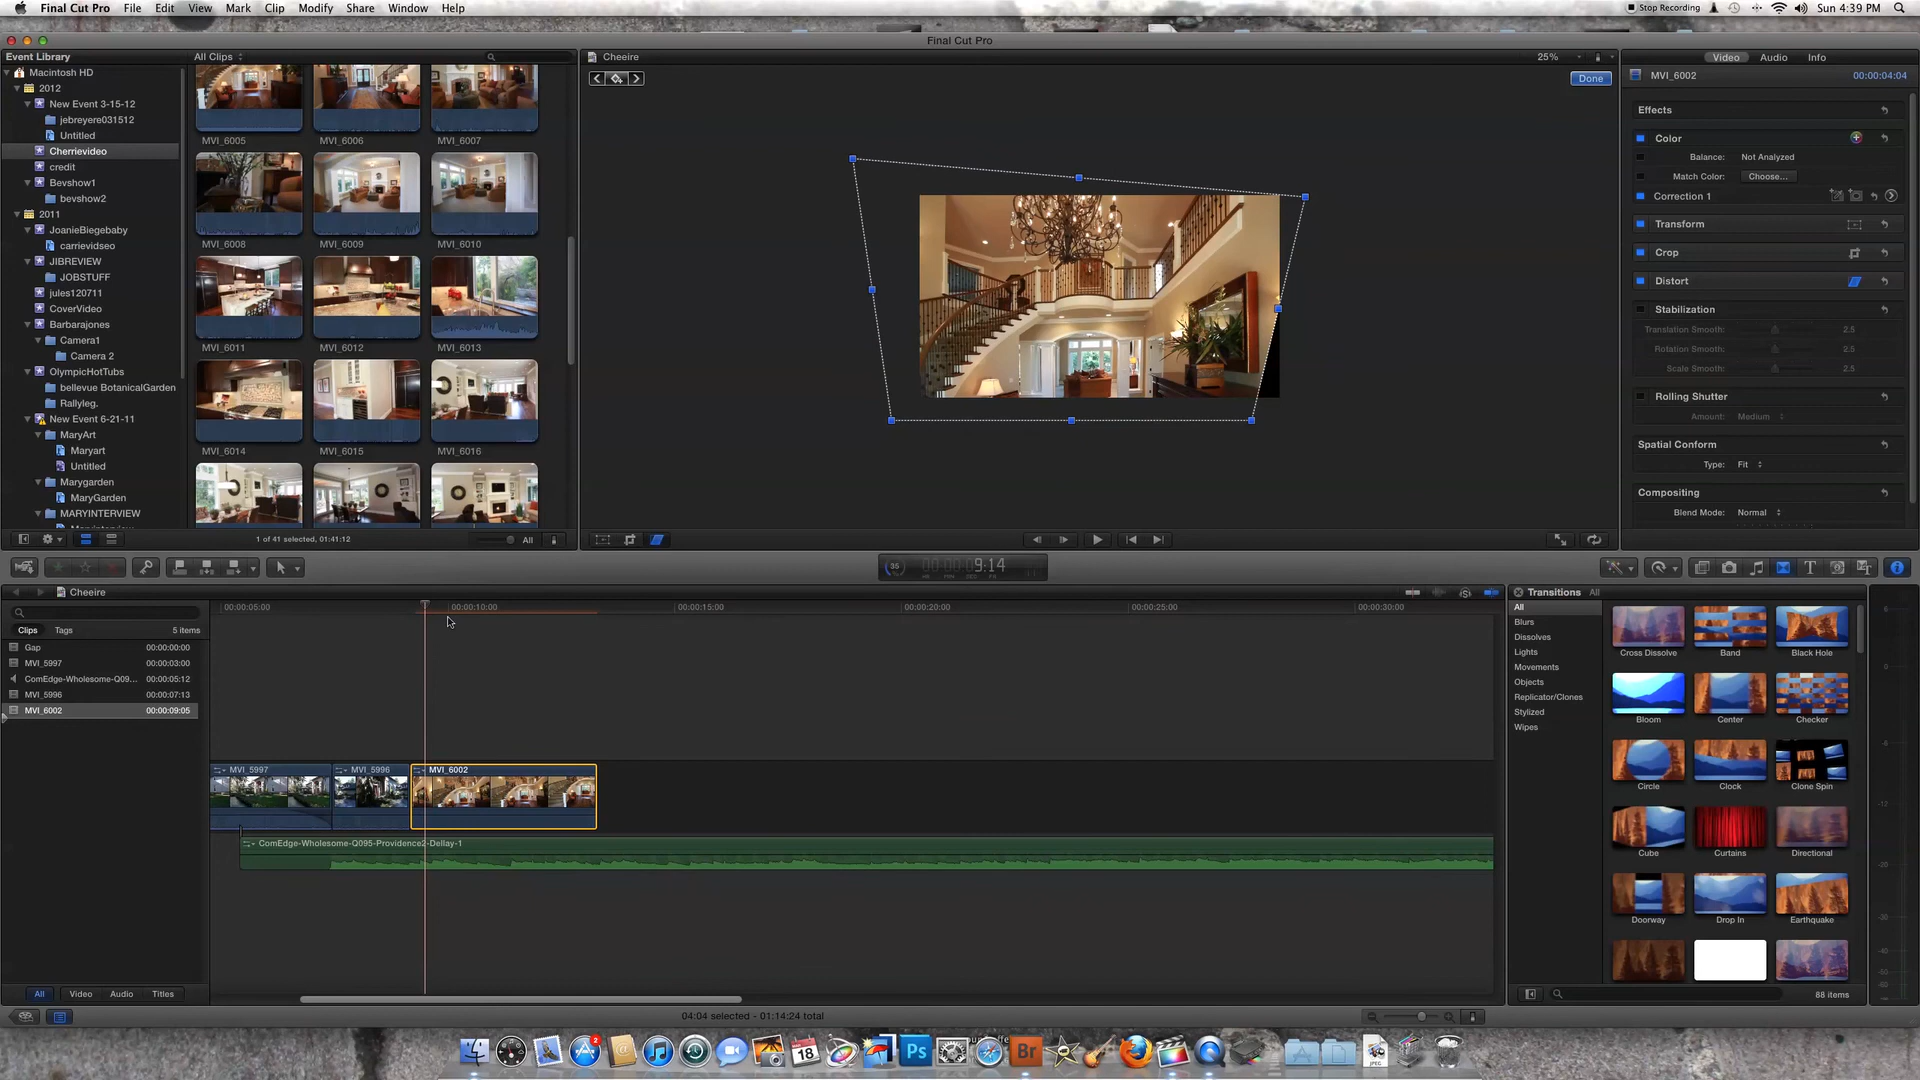 Final Cut Pro File Edit View Mark Clip Modify Share Window Help
Stop Recording Sun 4:39 PM
Final Cut Pro
Event Library
Macintosh HD
2012
New Event 3-15-12
jebreyere031512
Untitled
Cherrievideo
credit
Bevshow1
bevshow2
2011
JoanieBiegebaby
carrievidseo
JIBREVIEW
JOBSTUFF
jules120711
CoverVideo
Barbarajones
Camera1
Camera 2
OlympicHotTubs
bellevue BotanicalGarden
Rallyleg.
New Event 6-21-11
MaryArt
Maryart
Untitled
Marygarden
MaryGarden
MARYINTERVIEW
All Clips
MVI_6005 MVI_6006 MVI_6007
MVI_6008 MVI_6009 MVI_6010
MVI_6011 MVI_6012 MVI_6013
MVI_6014 MVI_6015 MVI_6016
1 of 41 selected, 01:41:12 All
Cheeire 25%
Done
Video Audio Info
MVI_6002 00:00:04:04
Effects
Color
Balance: Not Analyzed
Match Color: Choose...
Correction 1
Transform
Crop
Distort
Stabilization
Translation Smooth: 2.5
Rotation Smooth: 2.5
Scale Smooth: 2.5
Rolling Shutter
Amount: Medium
Spatial Conform
Type: Fit
Compositing
Blend Mode: Normal
35 9:14
Cheeire
Clips Tags 5 items
Gap 00:00:00:00
MVI_5997 00:00:03:00
ComEdge-Wholesome-Q09... 00:00:05:12
MVI_5996 00:00:07:13
MVI_6002 00:00:09:05
All Video Audio Titles
00:00:05:00 00:00:10:00 00:00:15:00 00:00:20:00 00:00:25:00 00:00:30:00
MVI_5997 MVI_5996 MVI_6002
ComEdge-Wholesome-Q095-Providence2-Dellay-1
04:04 selected - 01:14:24 total
Transitions All
All
Blurs
Dissolves
Lights
Movements
Objects
Replicator/Clones
Stylized
Wipes
Cross Dissolve Band Black Hole
Bloom Center Checker
Circle Clock Clone Spin
Cube Curtains Directional
Doorway Drop In Earthquake
88 items
2
18
Ps
Br
JPEG